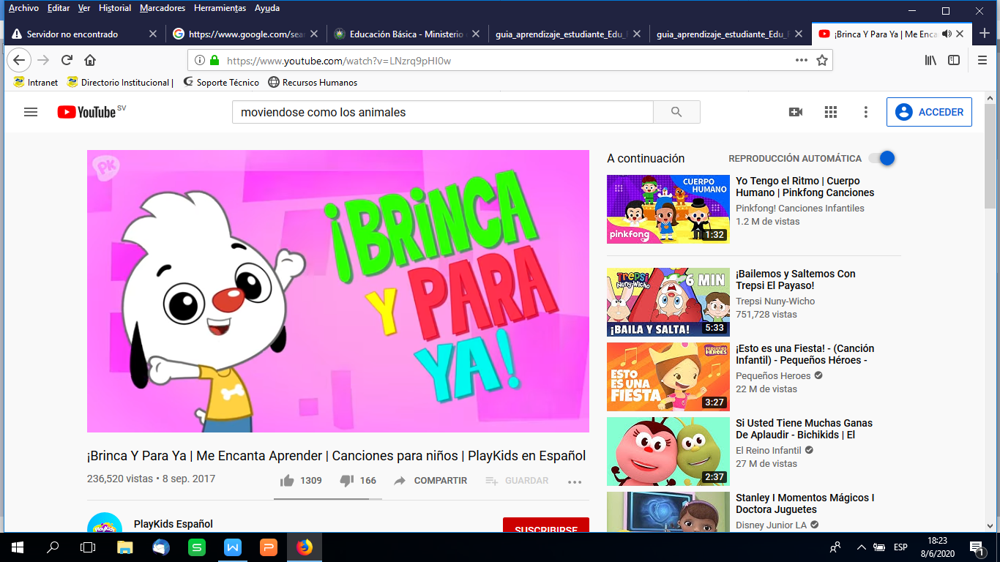 Archivo Editar Ver Historial Marcadores Herramientas Ayuda
Servidor no encontrado
https://www.google.com/sear
Educación Básica - Ministerio
guia_aprendizaje_estudiante_Edu_
guia_aprendizaje_estudiante_Edu_
¡Brinca Y Para Ya | Me Enca
https://www.youtube.com/watch?v=LNzrq9pHI0w
Intranet Directorio Institucional | Soporte Técnico Recursos Humanos
YouTube SV
moviendose como los animales
ACCEDER
PK
¡BRINCA
Y PARA
YA!
¡Brinca Y Para Ya | Me Encanta Aprender | Canciones para niños | PlayKids en Español
236,520 vistas • 8 sep. 2017
1309 166 COMPARTIR GUARDAR
PlayKids
PlayKids Español
SUSCRIBIRSE
A continuación REPRODUCCIÓN AUTOMÁTICA
CUERPO
HUMANO
pinkfong
1:32
Yo Tengo el Ritmo | Cuerpo
Humano | Pinkfong Canciones
Pinkfong! Canciones Infantiles
1.2 M de vistas
TREPSI
Nuny-Wicho
6 MIN
¡BAILA Y SALTA!
5:33
¡Bailemos y Saltemos Con
Trepsi El Payaso!
Trepsi Nuny-Wicho
751,728 vistas
PEQUEÑOS
HEROES
ESTO
ES UNA
FIESTA
3:27
¡Esto es una Fiesta! - (Canción
Infantil) - Pequeños Héroes -
Pequeños Heroes
22 M de vistas
2:37
Si Usted Tiene Muchas Ganas
De Aplaudir - Bichikids | El
El Reino Infantil
27 M de vistas
Stanley I Momentos Mágicos I
Doctora Juguetes
Disney Junior LA
S W P
ESP
18:23
8/6/2020
1